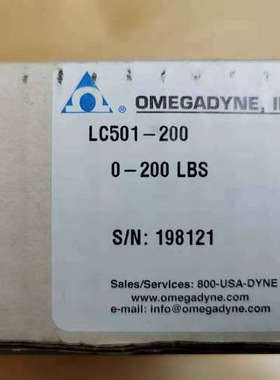 ® OMEGADYNE, I
LC501-200
0-200 LBS
S/N: 198121
Sales/Services: 800-USA-DYNE
www.omegadyne.com
e-mail: info@omegadyne.com